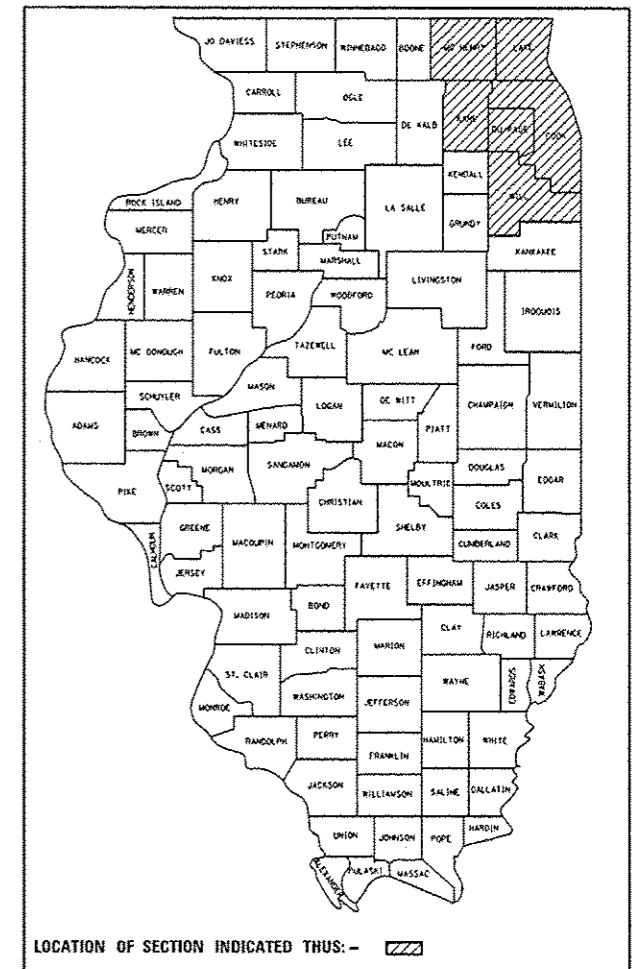 JO DAVIESS
STEPHENSON
WINNEBAGO
BOONE
MC HENRY
LAKE
CARROLL
OGLE
DE KALB
KANE
DU PAGE
COOK
WHITESIDE
LEE
KENDALL
WILL
ROCK ISLAND
HENRY
BUREAU
LA SALLE
GRUNDY
MERCER
PUTNAM
KANKAKEE
STARK
MARSHALL
LIVINGSTON
HENDERSON
WARREN
KNOX
PEORIA
WOODFORD
IROQUOIS
FORD
HANCOCK
MC DONOUGH
FULTON
TAZEWELL
MC LEAN
MASON
SCHUYLER
LOGAN
DE WITT
CHAMPAIGN
VERMILION
ADAMS
BROWN
CASS
MENARD
MACON
PIATT
MORGAN
SANGAMON
DOUGLAS
EDGAR
PIKE
SCOTT
CHRISTIAN
MOULTRIE
COLES
GREENE
SHELBY
CALHOUN
MACOUPIN
MONTGOMERY
CUMBERLAND
CLARK
JERSEY
FAYETTE
EFFINGHAM
JASPER
CRAWFORD
BOND
MADISON
CLAY
RICHLAND
LAWRENCE
CLINTON
MARION
ST. CLAIR
WAYNE
EDWARDS
WABASH
WASHINGTON
JEFFERSON
MONROE
RANDOLPH
PERRY
HAMILTON
WHITE
FRANKLIN
JACKSON
WILLIAMSON
SALINE
GALLATIN
UNION
JOHNSON
POPE
HARDIN
ALEXANDER
PULASKI
MASSAC
LOCATION OF SECTION INDICATED THUS: -